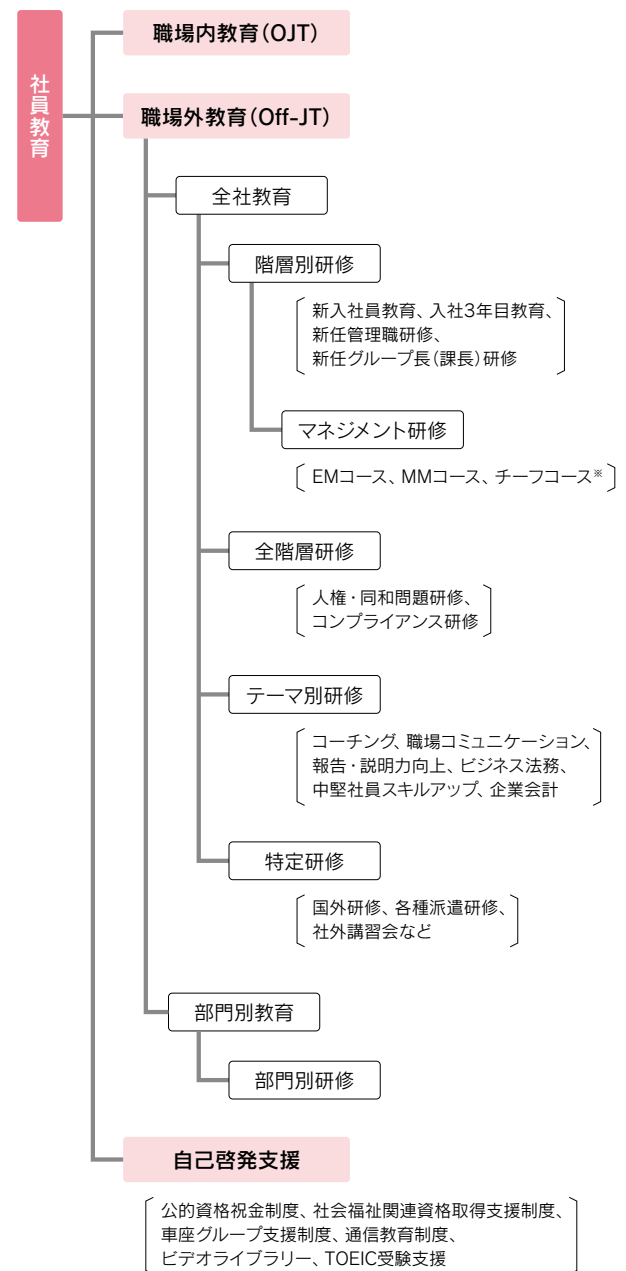 社員教育
職場内教育(OJT)
職場外教育(Off-JT)
全社教育
階層別研修
新入社員教育、入社3年目教育、
新任管理職研修、
新任グループ長(課長)研修
マネジメント研修
EMコース、MMコース、チーフコース※
全階層研修
人権・同和問題研修、
コンプライアンス研修
テーマ別研修
コーチング、職場コミュニケーション、
報告・説明力向上、ビジネス法務、
中堅社員スキルアップ、企業会計
特定研修
国外研修、各種派遣研修、
社外講習会など
部門別教育
部門別研修
自己啓発支援
公的資格祝金制度、社会福祉関連資格取得支援制度、
車座グループ支援制度、通信教育制度、
ビデオライブラリー、TOEIC受験支援